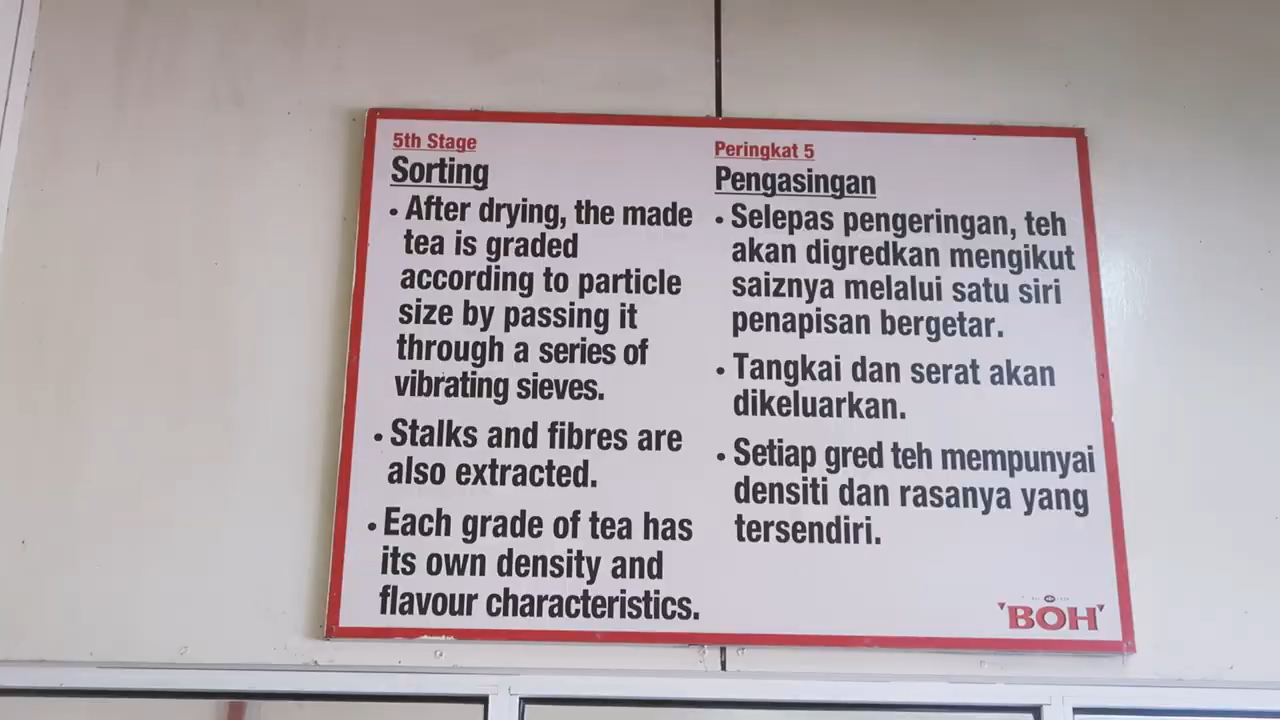 5th Stage
Sorting
• After drying, the made
tea is graded
according to particle
size by passing it
through a series of
vibrating sieves.
• Stalks and fibres are
also extracted.
• Each grade of tea has
its own density and
flavour characteristics.
Peringkat 5
Pengasingan
• Selepas pengeringan, teh
akan digredkan mengikut
saiznya melalui satu siri
penapisan bergetar.
• Tangkai dan serat akan
dikeluarkan.
• Setiap gred teh mempunyai
densiti dan rasanya yang
tersendiri.
BOH